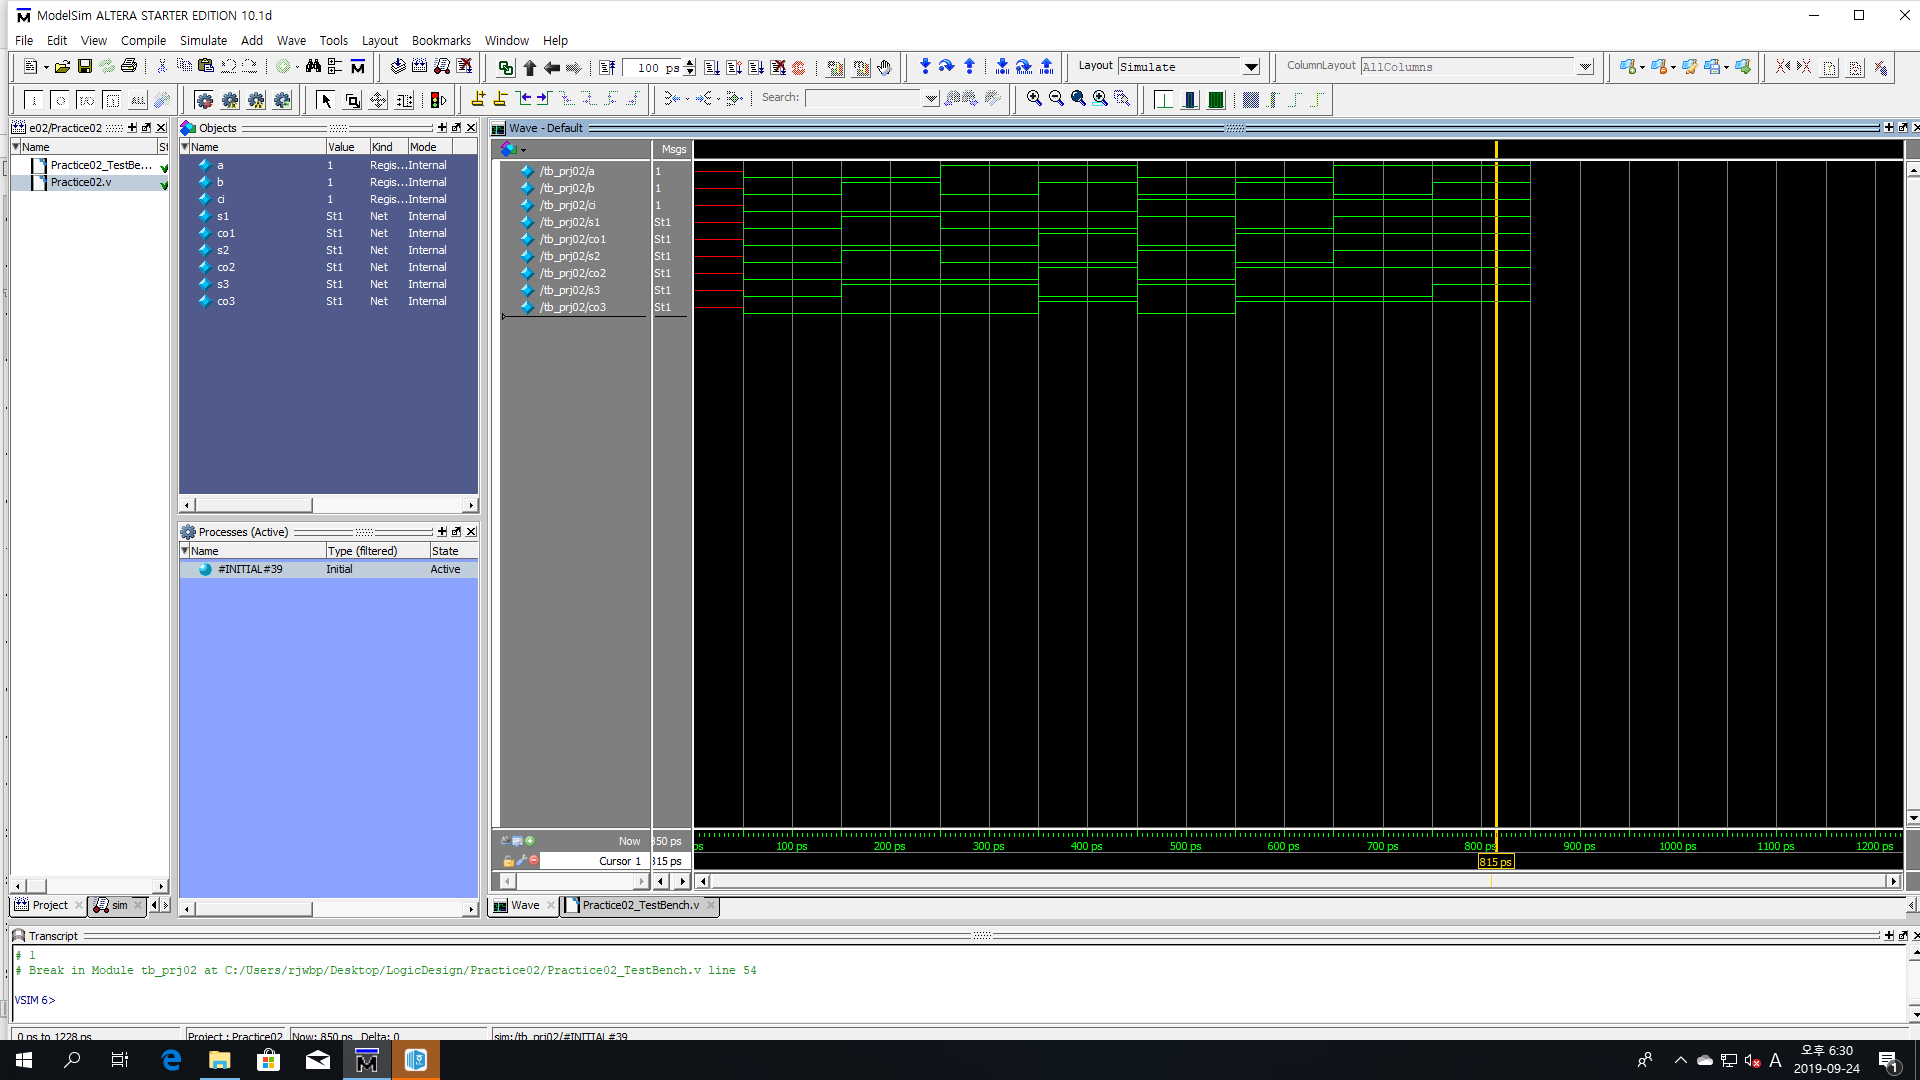 ModelSim ALTERA STARTER EDITION 10.1d
File Edit View Compile Simulate Add Wave Tools Layout Bookmarks Window Help
100 ps
Layout Simulate
ColumnLayout AllColumns
Search:
e02/Practice02
Name St
Practice02_TestBe...
Practice02.v
Objects
Name Value Kind Mode
a 1 Regis... Internal
b 1 Regis... Internal
ci 1 Regis... Internal
s1 St1 Net Internal
co1 St1 Net Internal
s2 St1 Net Internal
co2 St1 Net Internal
s3 St1 Net Internal
co3 St1 Net Internal
Processes (Active)
Name Type (filtered) State
#INITIAL#39 Initial Active
Wave - Default
Msgs
/tb_prj02/a 1
/tb_prj02/b 1
/tb_prj02/ci 1
/tb_prj02/s1 St1
/tb_prj02/co1 St1
/tb_prj02/s2 St1
/tb_prj02/co2 St1
/tb_prj02/s3 St1
/tb_prj02/co3 St1
Now 850 ps
ps 100 ps 200 ps 300 ps 400 ps 500 ps 600 ps 700 ps 800 ps 900 ps 1000 ps 1100 ps 1200 ps
Cursor 1 815 ps
815 ps
Project sim
Wave Practice02_TestBench.v
Transcript
# 1
# Break in Module tb_prj02 at C:/Users/rjwbp/Desktop/LogicDesign/Practice02/Practice02_TestBench.v line 54
VSIM 6>
0 ps to 1228 ps Project : Practice02 Now: 850 ps Delta: 0 sim:/tb_prj02/#INITIAL#39
A
오후 6:30
2019-09-24
1